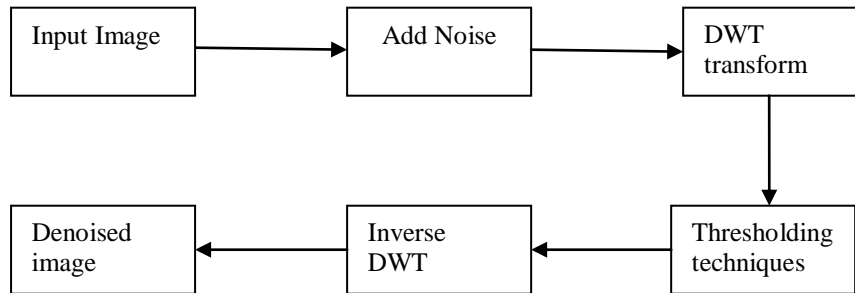 Input Image
Add Noise
DWT
transform
Denoised
image
Inverse
DWT
Thresholding
techniques